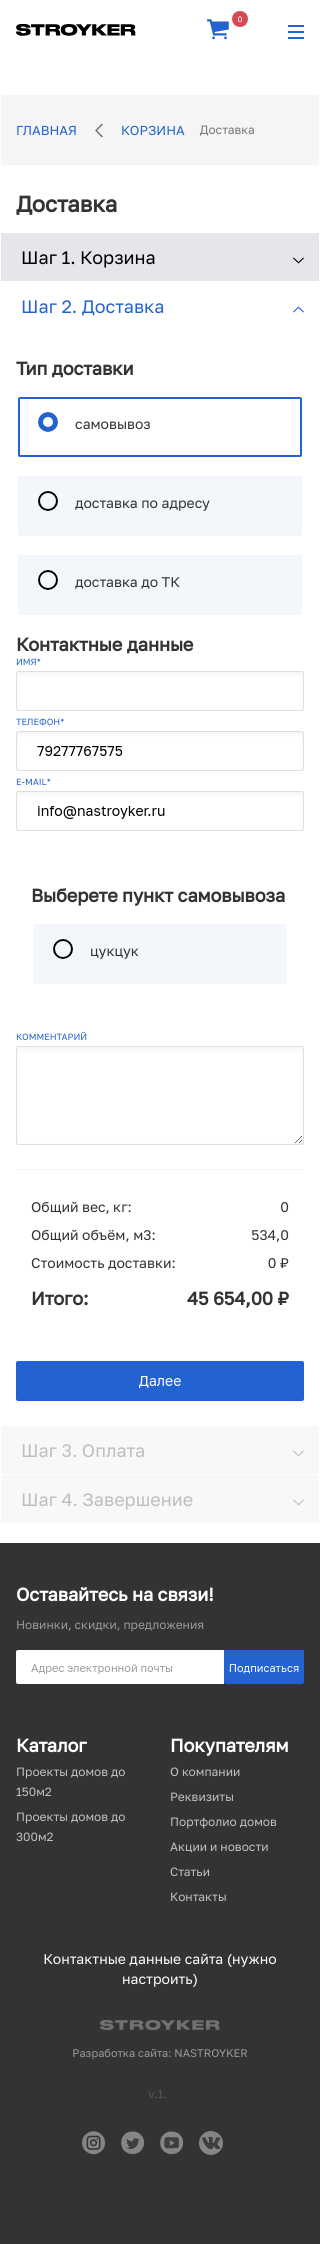 STROYKER
0
ГЛАВНАЯ КОРЗИНА Доставка
Доставка
Шаг 1. Корзина
Шаг 2. Доставка
Тип доставки
самовывоз
доставка по адресу
доставка до ТК
Контактные данные
ИМЯ*
ТЕЛЕФОН*
79277767575
E-MAIL*
info@nastroyker.ru
Выберете пункт самовывоза
цукцук
КОММЕНТАРИЙ
Общий вес, кг: 0
Общий объём, м3: 534,0
Стоимость доставки: 0 ₽
Итого: 45 654,00 ₽
Далее
Шаг 3. Оплата
Шаг 4. Завершение
Оставайтесь на связи!
Новинки, скидки, предложения
Адрес электронной почты Подписаться
Каталог
Проекты домов до
150м2
Проекты домов до
300м2
Покупателям
О компании
Реквизиты
Портфолио домов
Акции и новости
Статьи
Контакты
Контактные данные сайта (нужно
настроить)
STROYKER
Разработка сайта: NASTROYKER
v.1.